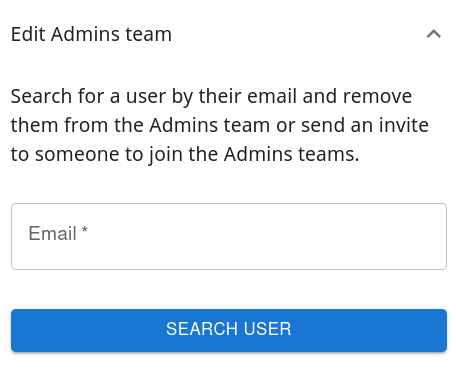 Edit Admins team
Search for a user by their email and remove
them from the Admins team or send an invite
to someone to join the Admins teams.
Email *
SEARCH USER